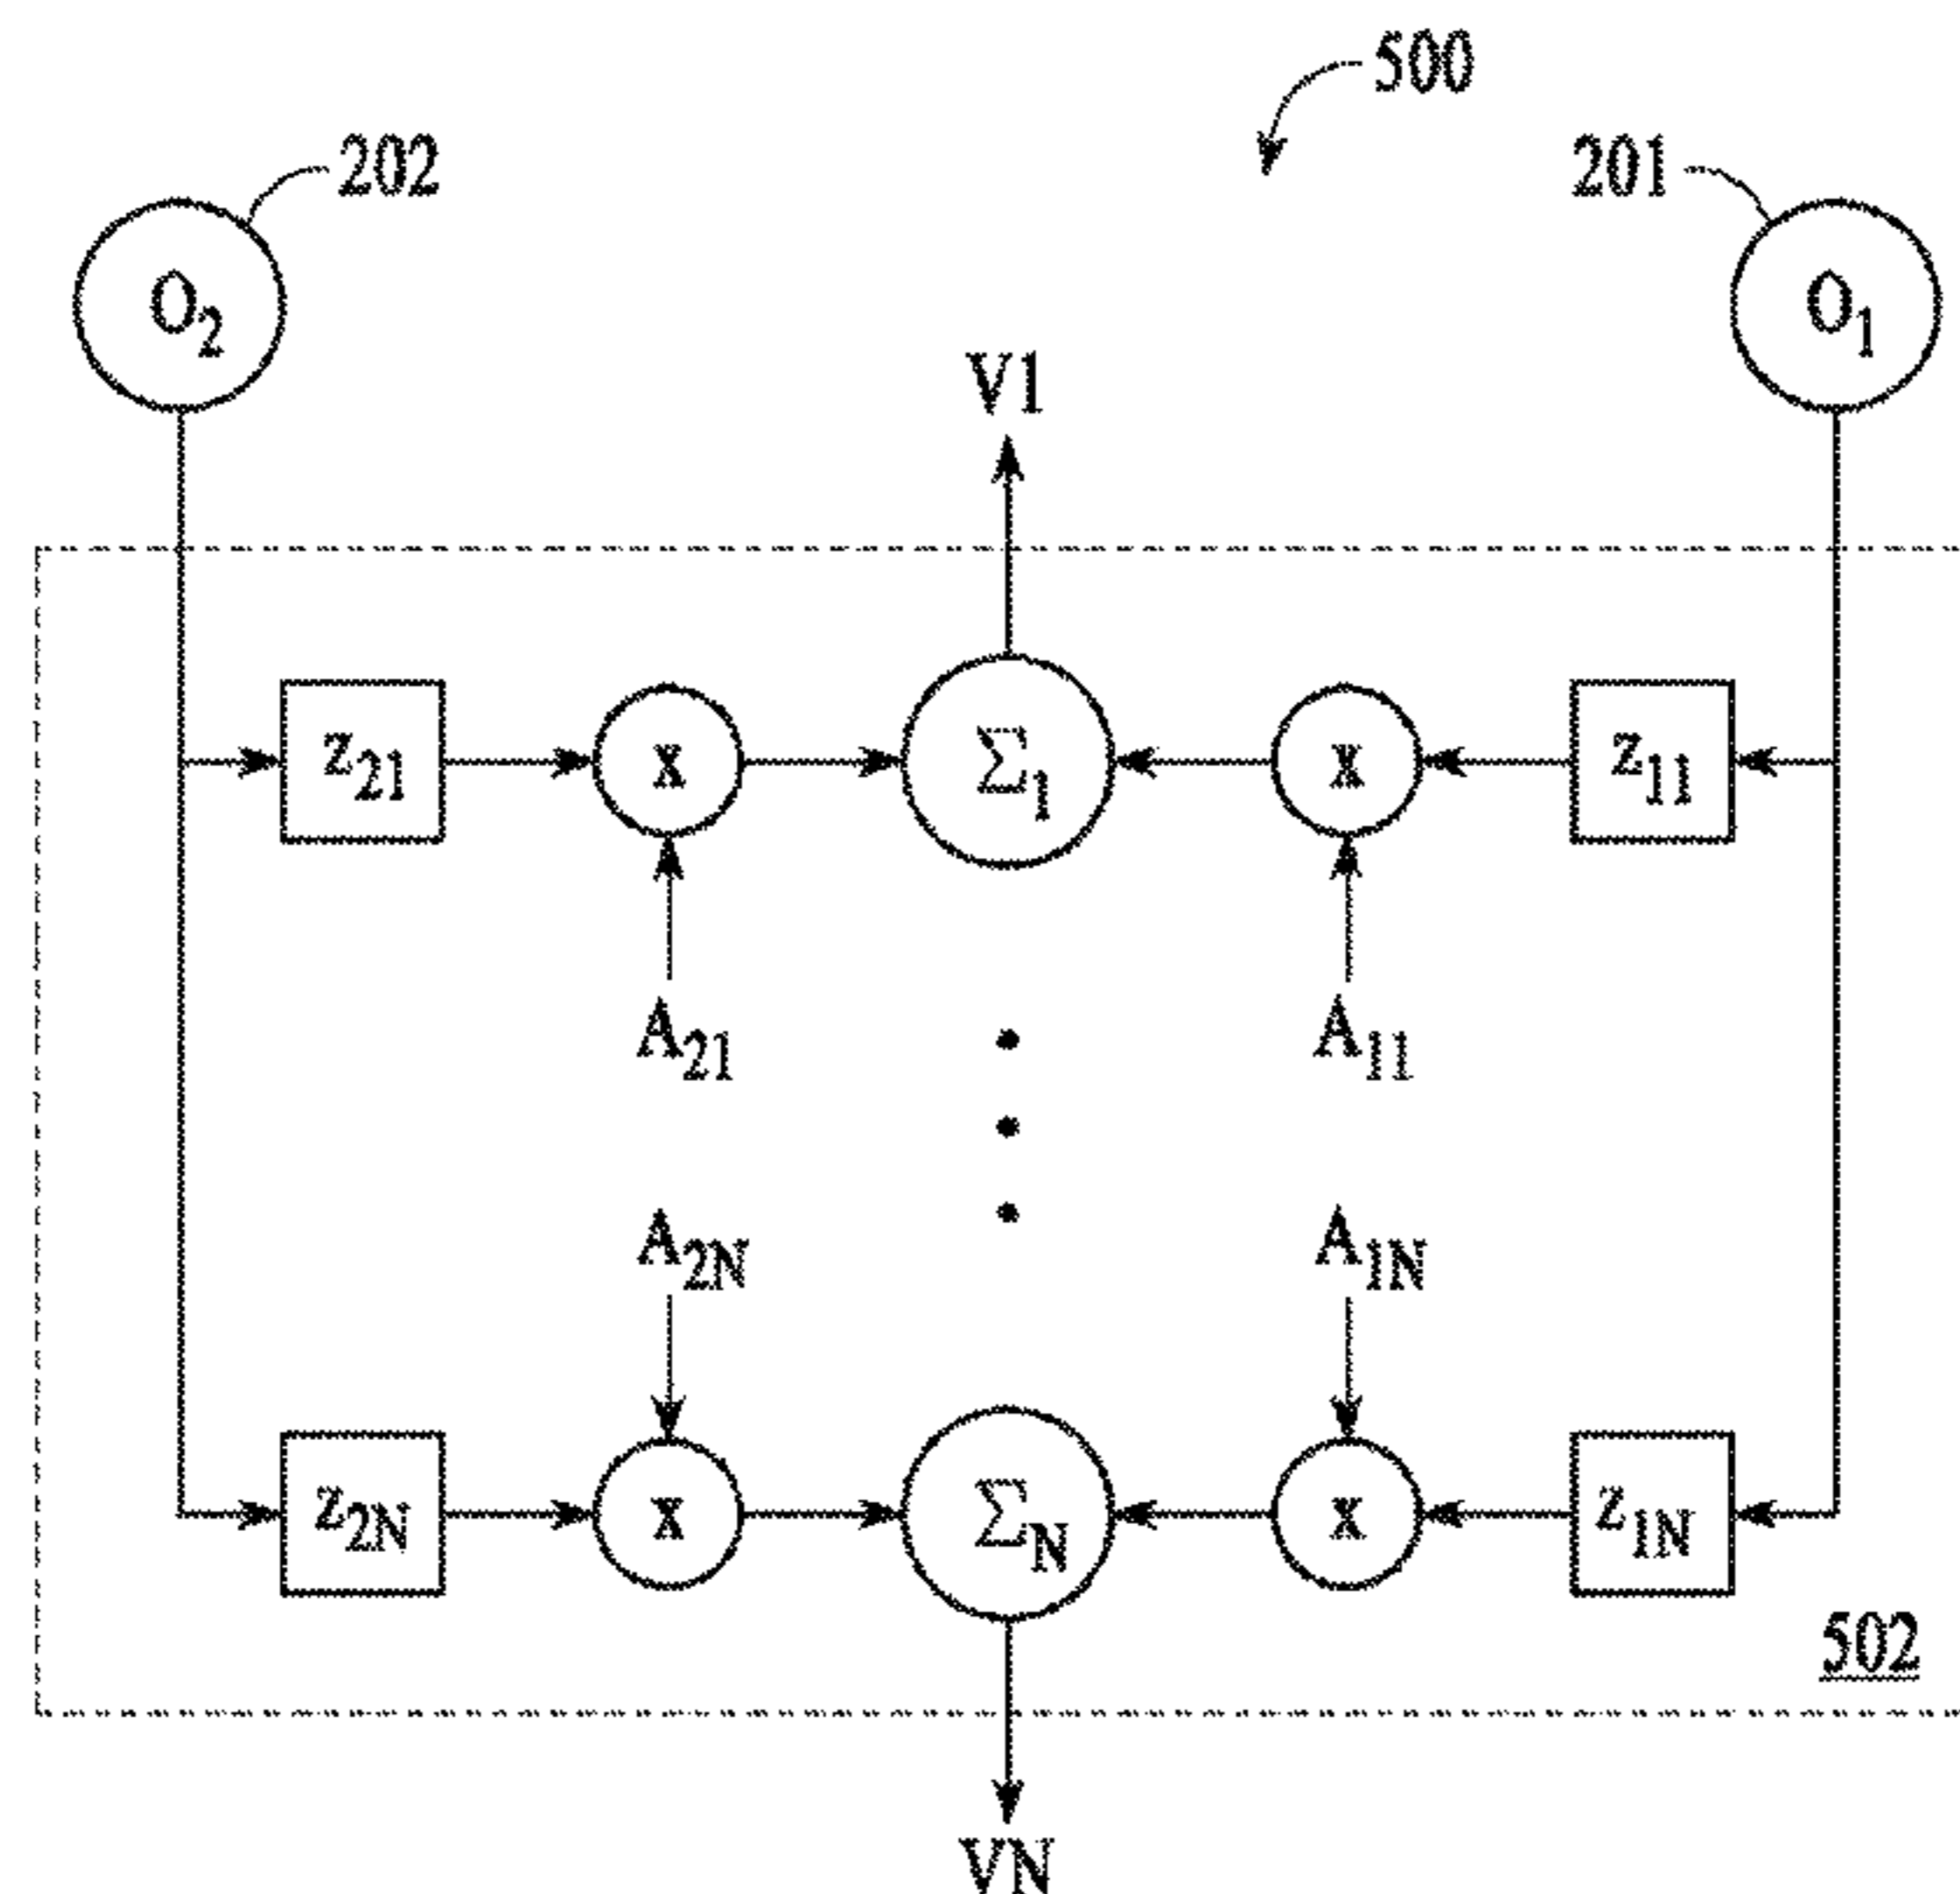 500
202
201
O2
O1
V1
z21
x
Σ1
x
z11
A21
A11
A2N
A1N
z2N
x
ΣN
x
z1N
502
VN